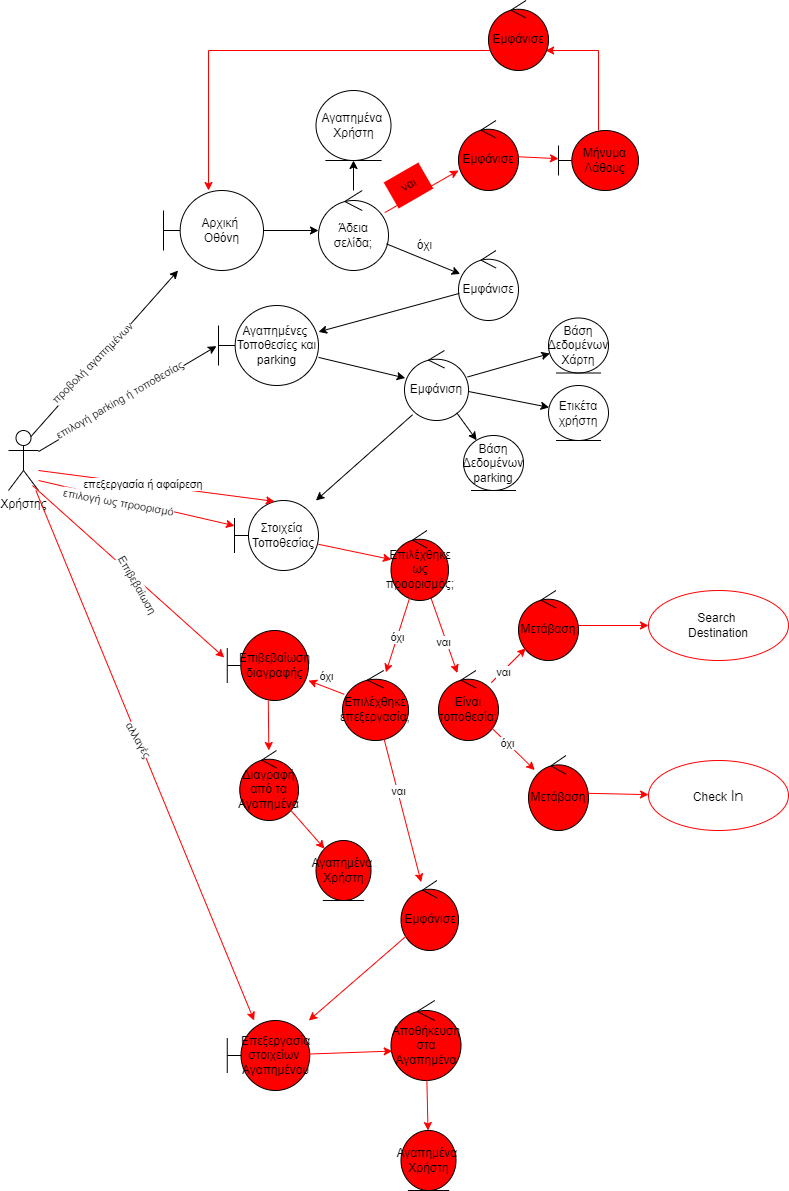 Εμφάνισε
Αγαπημένα
Χρήστη
ναι
Εμφάνισε
Μήνυμα
Λάθους
Αρχική
Οθόνη
Άδεια
σελίδα;
όχι
Εμφάνισε
προβολή αγαπημένων
Αγαπημένες
Τοποθεσίες και
parking
Βάση
Δεδομένων
Χάρτη
επιλογή parking ή τοποθεσίας
Εμφάνιση
Ετικέτα
χρήστη
Βάση
Δεδομένων
parking
Χρήστης
επεξεργασία ή αφαίρεση
επιλογή ως προορισμό
Στοιχεία
Τοποθεσίας
Επιλέχθηκε
ως
προορισμός;
Επιβεβαίωση
όχι
ναι
Μετάβαση
Search
Destination
Επιβεβαίωση
διαγραφής
όχι
Επιλέχθηκε
επεξεργασία;
Είναι
τοποθεσία;
ναι
όχι
αλλαγές
Διαγραφή
από τα
Αγαπημένα
ναι
Μετάβαση
Check In
Αγαπημένα
Χρήστη
Εμφάνισε
Επεξεργασία
στοιχείων
Αγαπημένου
Αποθήκευση
στα
Αγαπημένα
Αγαπημένα
Χρήστη